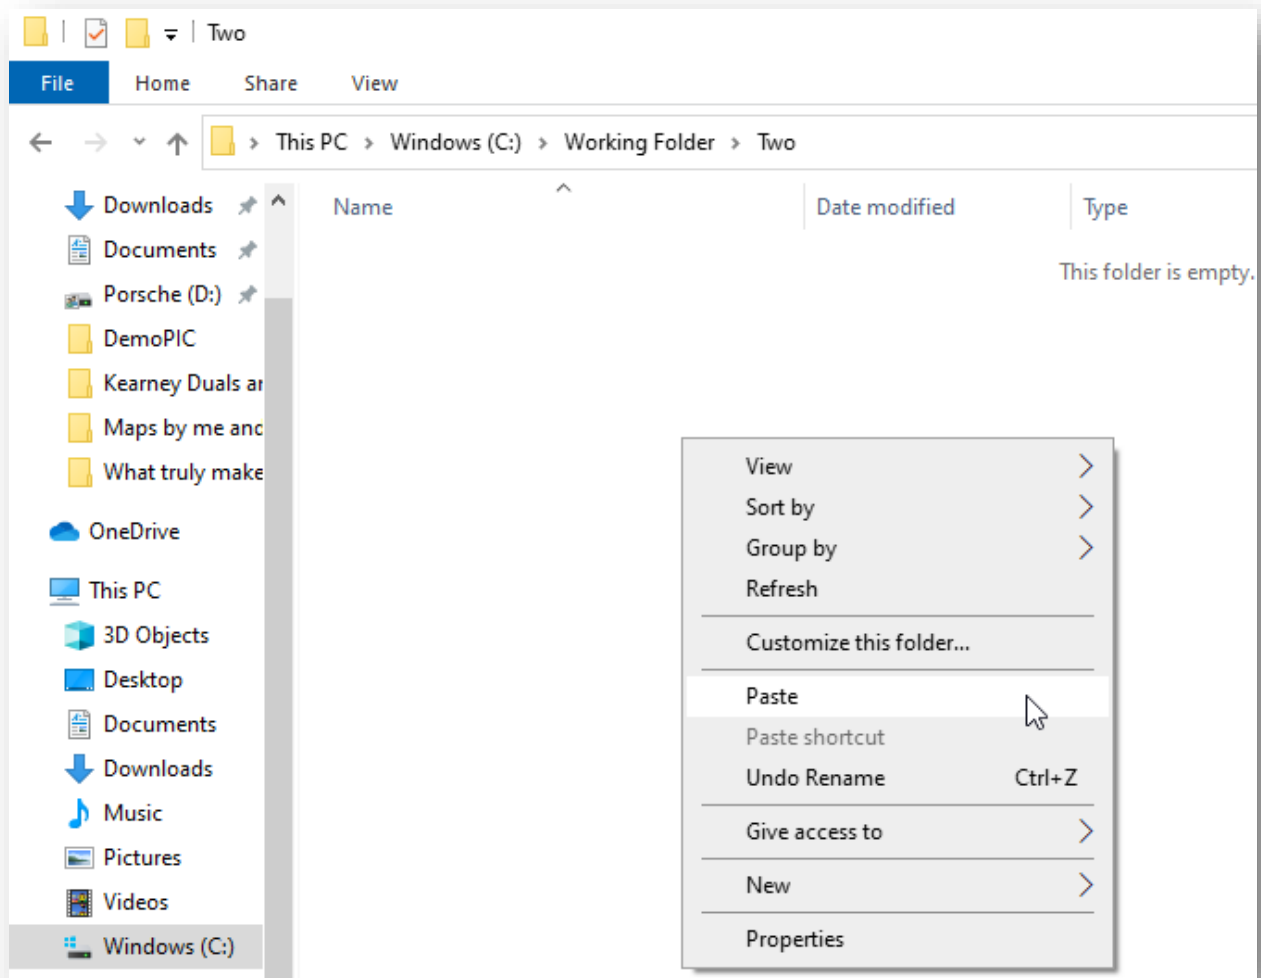 Two
File Home Share View
This PC > Windows (C:) > Working Folder > Two
Name Date modified Type
This folder is empty.
Downloads
Documents
Porsche (D:)
DemoPIC
Kearney Duals ar
Maps by me and
What truly make
OneDrive
This PC
3D Objects
Desktop
Documents
Downloads
Music
Pictures
Videos
Windows (C:)
View
Sort by
Group by
Refresh
Customize this folder...
Paste
Paste shortcut
Undo Rename Ctrl+Z
Give access to
New
Properties